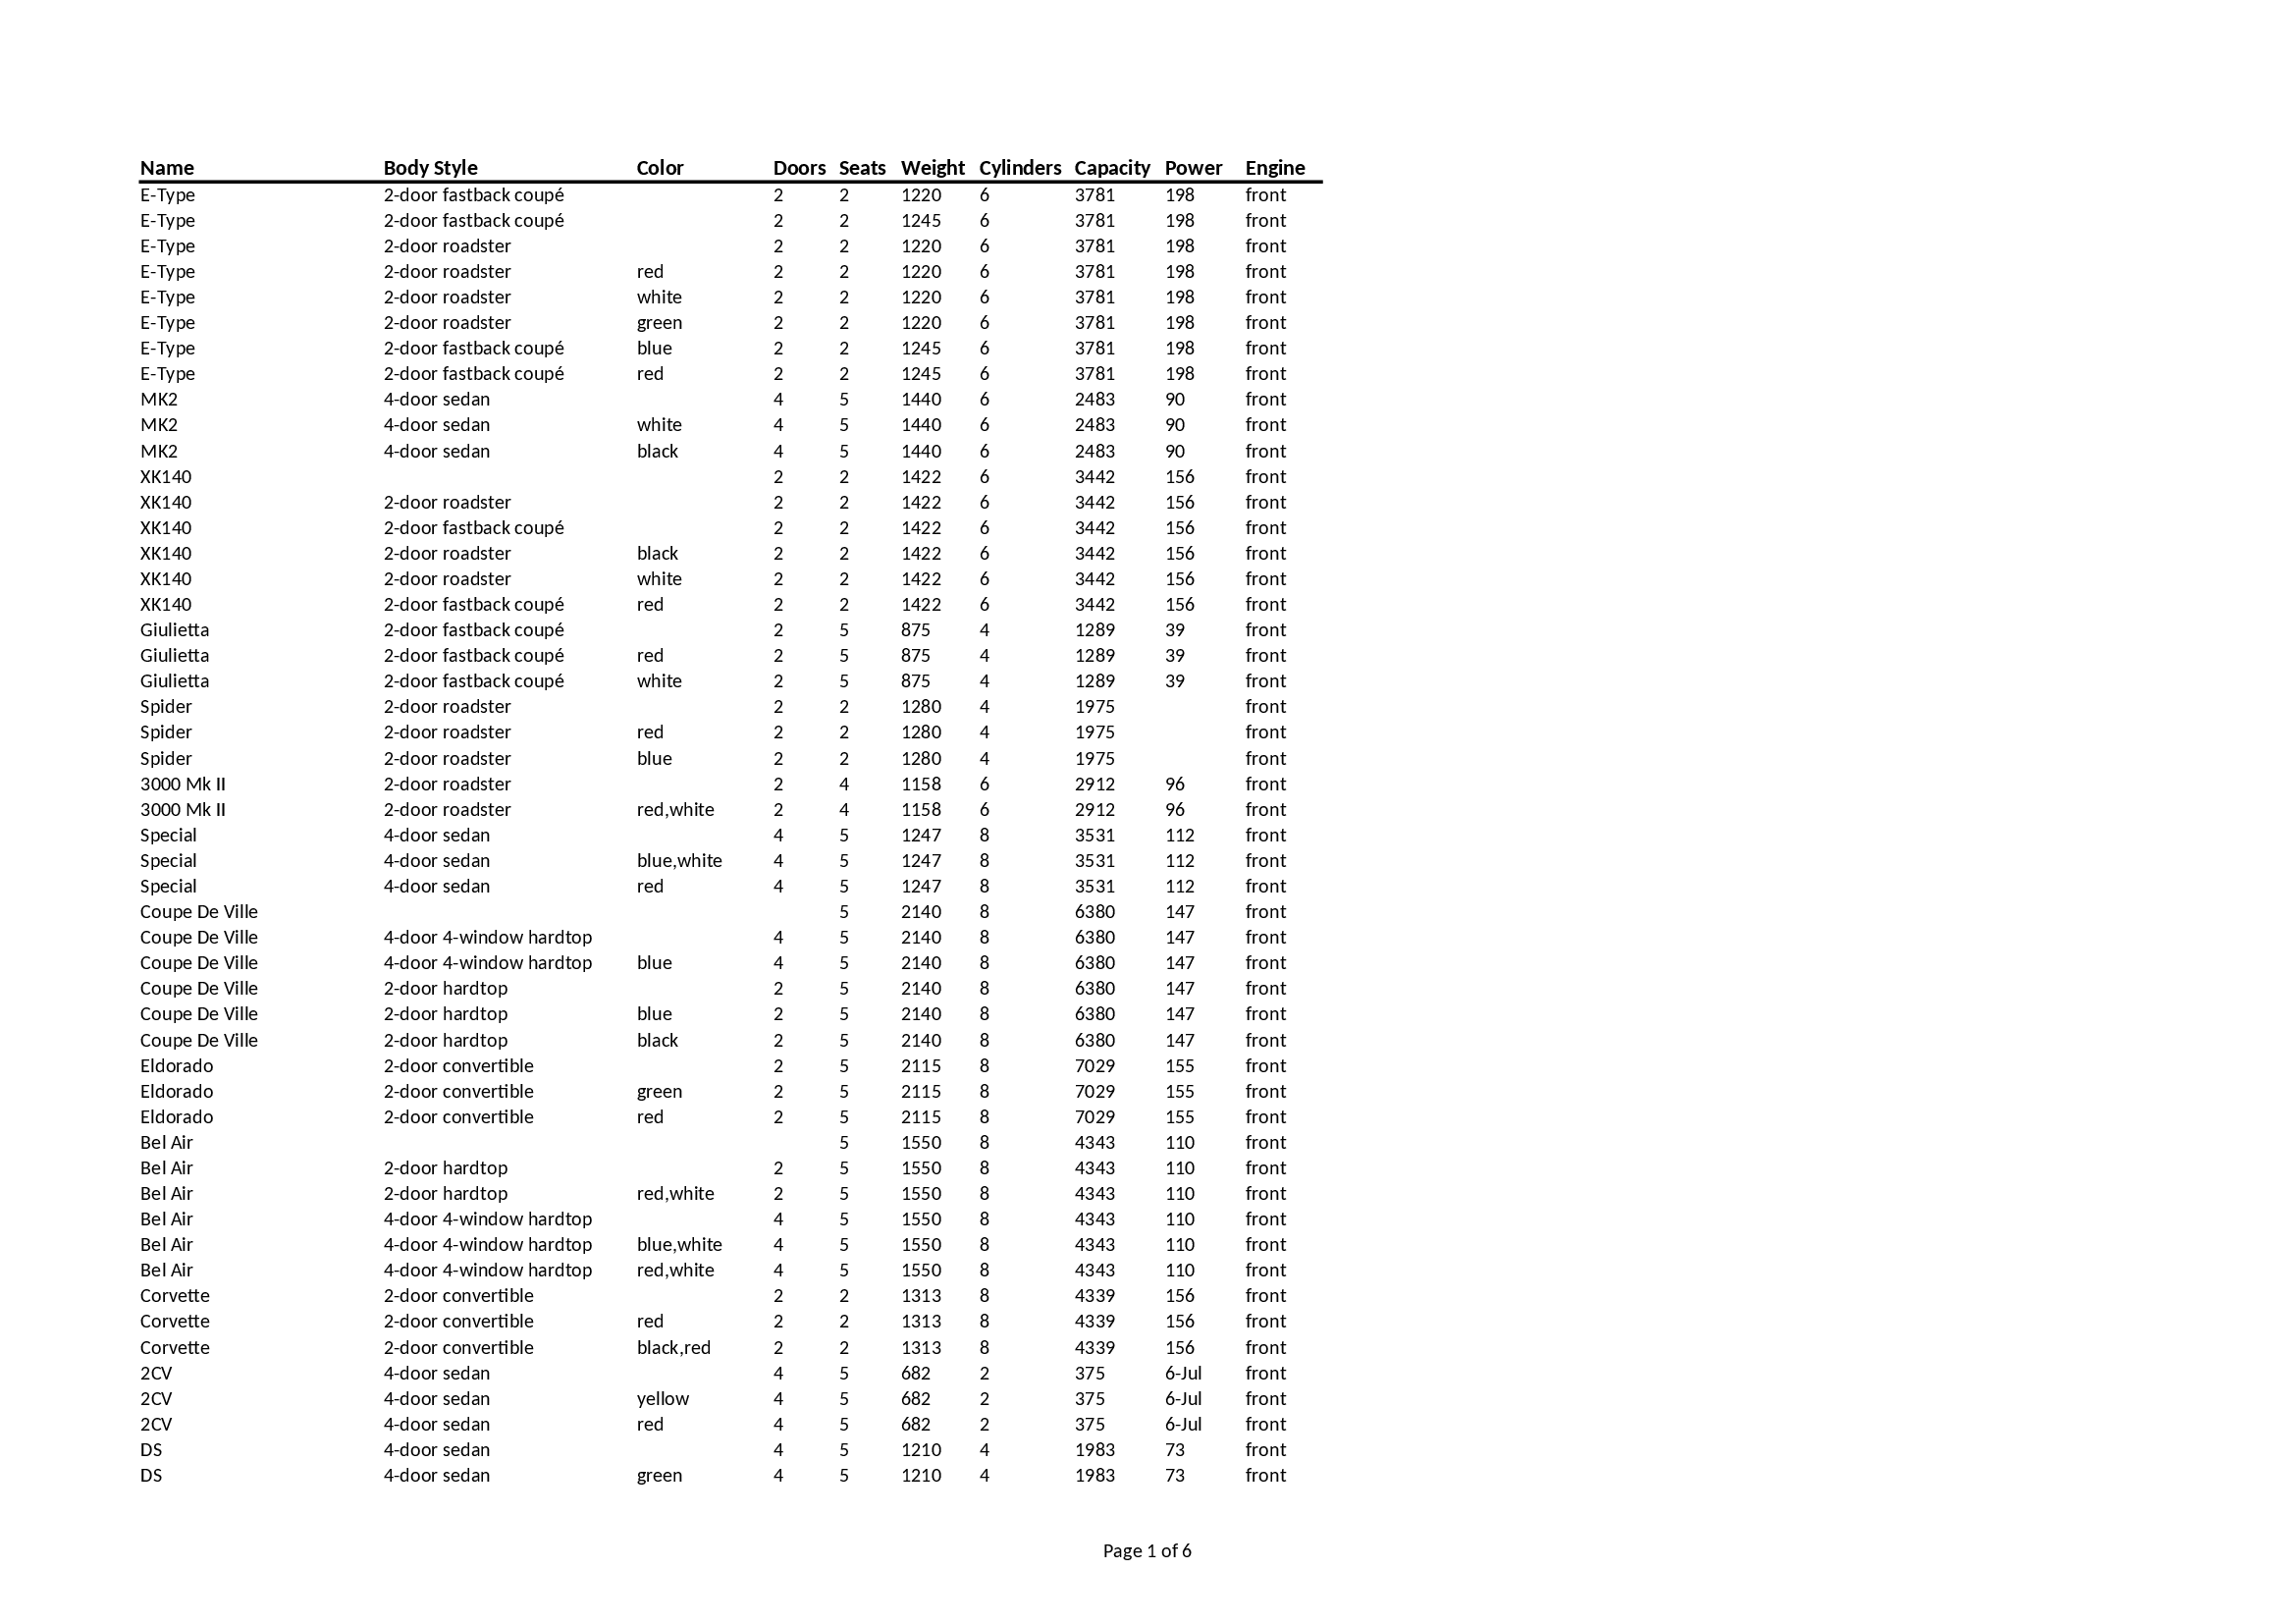 Name Body Style Color Doors Seats Weight Cylinders Capacity Power Engine
E-Type 2-door fastback coupé 2 2 1220 6 3781 198 front
E-Type 2-door fastback coupé 2 2 1245 6 3781 198 front
E-Type 2-door roadster 2 2 1220 6 3781 198 front
E-Type 2-door roadster red 2 2 1220 6 3781 198 front
E-Type 2-door roadster white 2 2 1220 6 3781 198 front
E-Type 2-door roadster green 2 2 1220 6 3781 198 front
E-Type 2-door fastback coupé blue 2 2 1245 6 3781 198 front
E-Type 2-door fastback coupé red 2 2 1245 6 3781 198 front
MK2 4-door sedan 4 5 1440 6 2483 90 front
MK2 4-door sedan white 4 5 1440 6 2483 90 front
MK2 4-door sedan black 4 5 1440 6 2483 90 front
XK140 2 2 1422 6 3442 156 front
XK140 2-door roadster 2 2 1422 6 3442 156 front
XK140 2-door fastback coupé 2 2 1422 6 3442 156 front
XK140 2-door roadster black 2 2 1422 6 3442 156 front
XK140 2-door roadster white 2 2 1422 6 3442 156 front
XK140 2-door fastback coupé red 2 2 1422 6 3442 156 front
Giulietta 2-door fastback coupé 2 5 875 4 1289 39 front
Giulietta 2-door fastback coupé red 2 5 875 4 1289 39 front
Giulietta 2-door fastback coupé white 2 5 875 4 1289 39 front
Spider 2-door roadster 2 2 1280 4 1975 front
Spider 2-door roadster red 2 2 1280 4 1975 front
Spider 2-door roadster blue 2 2 1280 4 1975 front
3000 Mk II 2-door roadster 2 4 1158 6 2912 96 front
3000 Mk II 2-door roadster red,white 2 4 1158 6 2912 96 front
Special 4-door sedan 4 5 1247 8 3531 112 front
Special 4-door sedan blue,white 4 5 1247 8 3531 112 front
Special 4-door sedan red 4 5 1247 8 3531 112 front
Coupe De Ville 5 2140 8 6380 147 front
Coupe De Ville 4-door 4-window hardtop 4 5 2140 8 6380 147 front
Coupe De Ville 4-door 4-window hardtop blue 4 5 2140 8 6380 147 front
Coupe De Ville 2-door hardtop 2 5 2140 8 6380 147 front
Coupe De Ville 2-door hardtop blue 2 5 2140 8 6380 147 front
Coupe De Ville 2-door hardtop black 2 5 2140 8 6380 147 front
Eldorado 2-door convertible 2 5 2115 8 7029 155 front
Eldorado 2-door convertible green 2 5 2115 8 7029 155 front
Eldorado 2-door convertible red 2 5 2115 8 7029 155 front
Bel Air 5 1550 8 4343 110 front
Bel Air 2-door hardtop 2 5 1550 8 4343 110 front
Bel Air 2-door hardtop red,white 2 5 1550 8 4343 110 front
Bel Air 4-door 4-window hardtop 4 5 1550 8 4343 110 front
Bel Air 4-door 4-window hardtop blue,white 4 5 1550 8 4343 110 front
Bel Air 4-door 4-window hardtop red,white 4 5 1550 8 4343 110 front
Corvette 2-door convertible 2 2 1313 8 4339 156 front
Corvette 2-door convertible red 2 2 1313 8 4339 156 front
Corvette 2-door convertible black,red 2 2 1313 8 4339 156 front
2CV 4-door sedan 4 5 682 2 375 6-Jul front
2CV 4-door sedan yellow 4 5 682 2 375 6-Jul front
2CV 4-door sedan red 4 5 682 2 375 6-Jul front
DS 4-door sedan 4 5 1210 4 1983 73 front
DS 4-door sedan green 4 5 1210 4 1983 73 front
Page 1 of 6